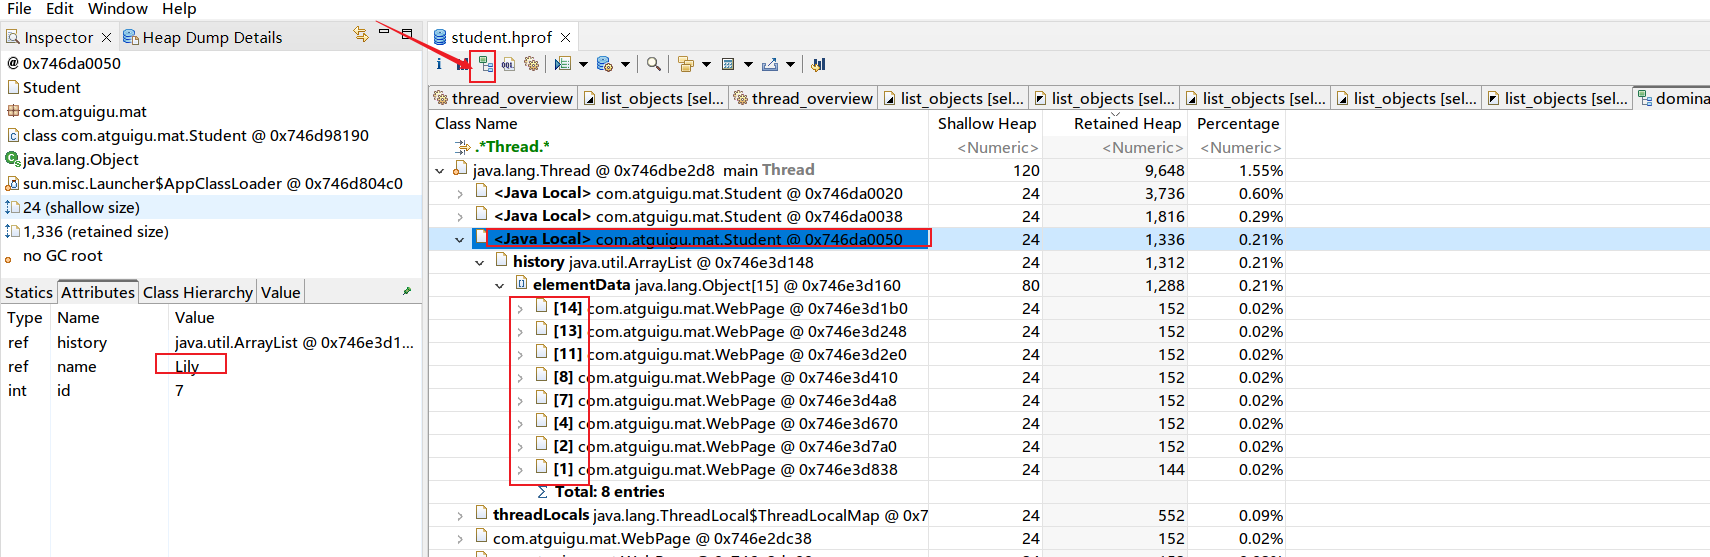 File Edit Window Help
Inspector Heap Dump Details
@ 0x746da0050
Student
com.atguigu.mat
class com.atguigu.mat.Student @ 0x746d98190
java.lang.Object
sun.misc.Launcher$AppClassLoader @ 0x746d804c0
24 (shallow size)
1,336 (retained size)
no GC root
Statics Attributes Class Hierarchy Value
Type Name Value
ref history java.util.ArrayList @ 0x746e3d1...
ref name Lily
int id 7
student.hprof
i OQL
thread_overview list_objects [sel... thread_overview list_objects [sel... list_objects [sel... list_objects [sel... list_objects [sel... list_objects [sel... domina
Class Name Shallow Heap Retained Heap Percentage
.*Thread.* <Numeric> <Numeric> <Numeric>
java.lang.Thread @ 0x746dbe2d8 main Thread 120 9,648 1.55%
<Java Local> com.atguigu.mat.Student @ 0x746da0020 24 3,736 0.60%
<Java Local> com.atguigu.mat.Student @ 0x746da0038 24 1,816 0.29%
<Java Local> com.atguigu.mat.Student @ 0x746da0050 24 1,336 0.21%
history java.util.ArrayList @ 0x746e3d148 24 1,312 0.21%
elementData java.lang.Object[15] @ 0x746e3d160 80 1,288 0.21%
[14] com.atguigu.mat.WebPage @ 0x746e3d1b0 24 152 0.02%
[13] com.atguigu.mat.WebPage @ 0x746e3d248 24 152 0.02%
[11] com.atguigu.mat.WebPage @ 0x746e3d2e0 24 152 0.02%
[8] com.atguigu.mat.WebPage @ 0x746e3d410 24 152 0.02%
[7] com.atguigu.mat.WebPage @ 0x746e3d4a8 24 152 0.02%
[4] com.atguigu.mat.WebPage @ 0x746e3d670 24 152 0.02%
[2] com.atguigu.mat.WebPage @ 0x746e3d7a0 24 152 0.02%
[1] com.atguigu.mat.WebPage @ 0x746e3d838 24 144 0.02%
Total: 8 entries
threadLocals java.lang.ThreadLocal$ThreadLocalMap @ 0x7 24 552 0.09%
com.atguigu.mat.WebPage @ 0x746e2dc38 24 152 0.02%